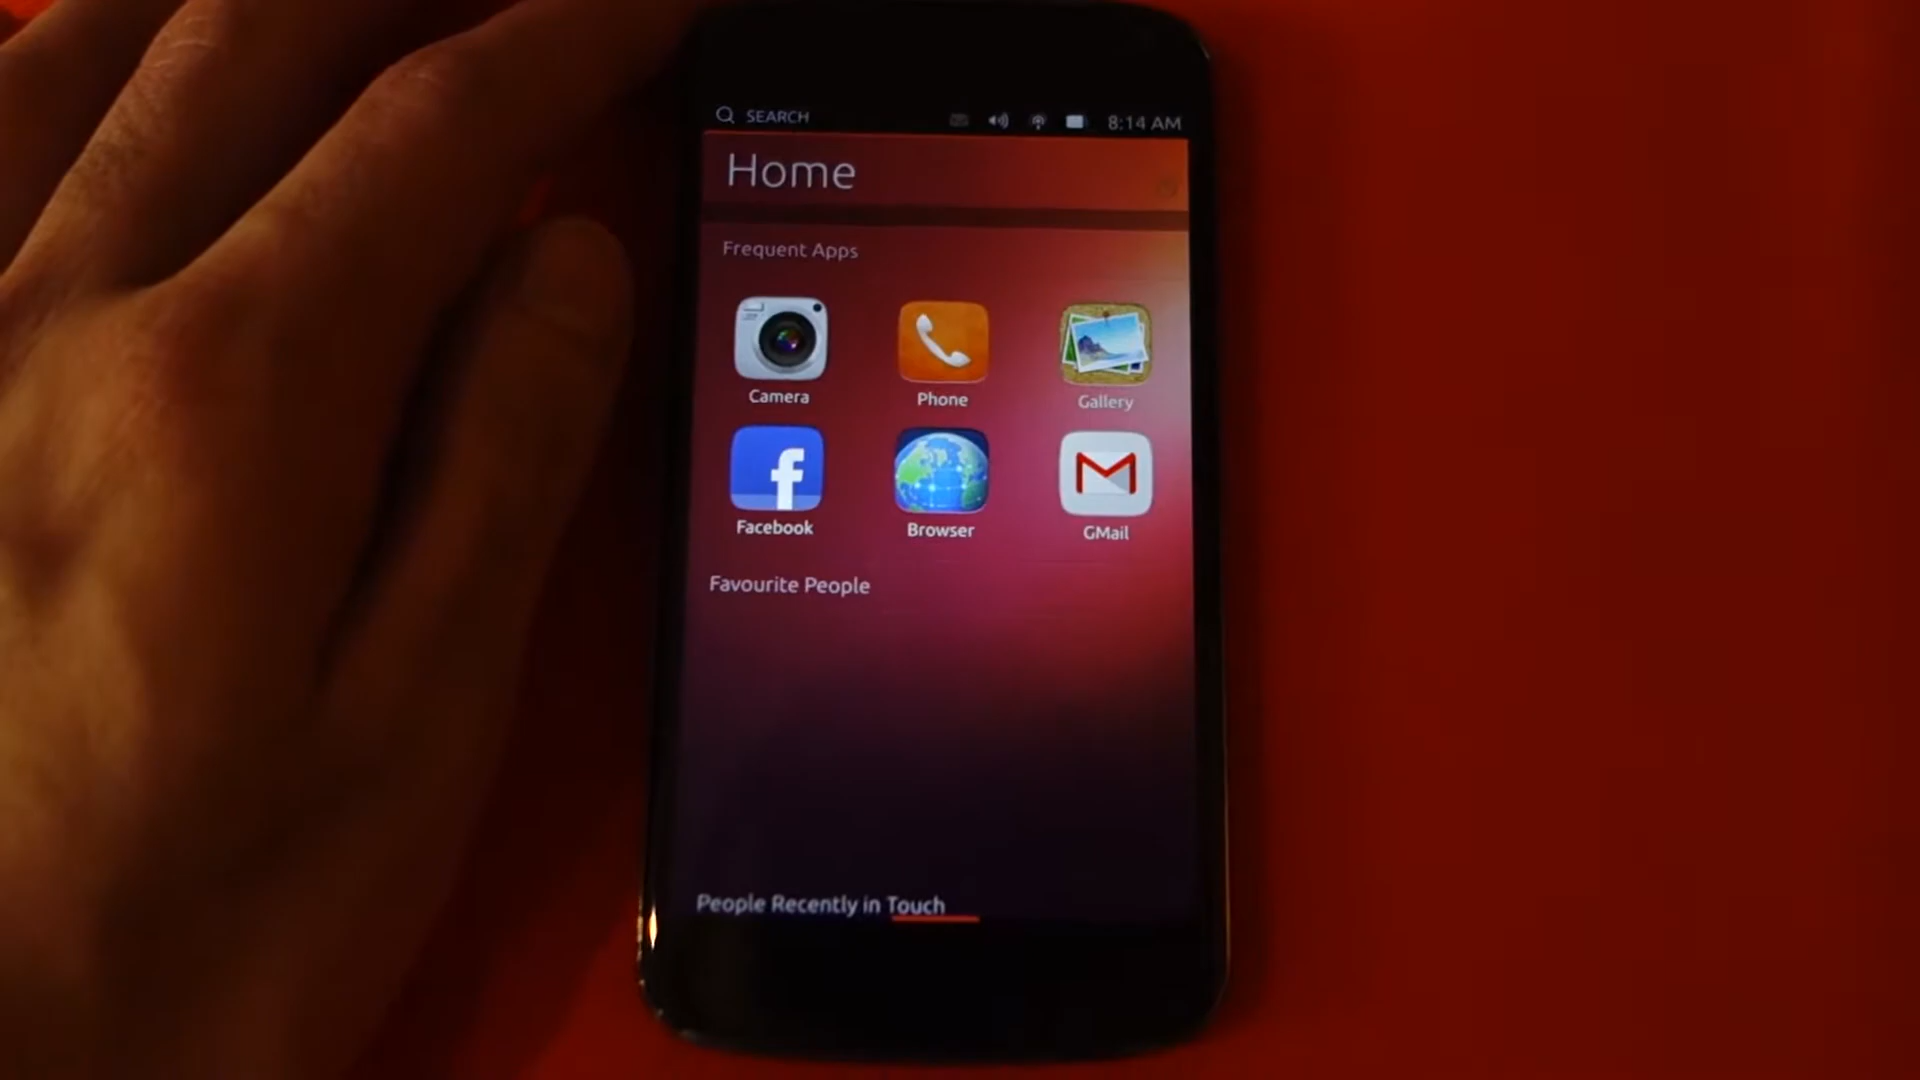 SEARCH 8:14 AM
Home
Frequent Apps
Camera Phone Gallery
Facebook Browser GMail
Favourite People
People Recently in Touch